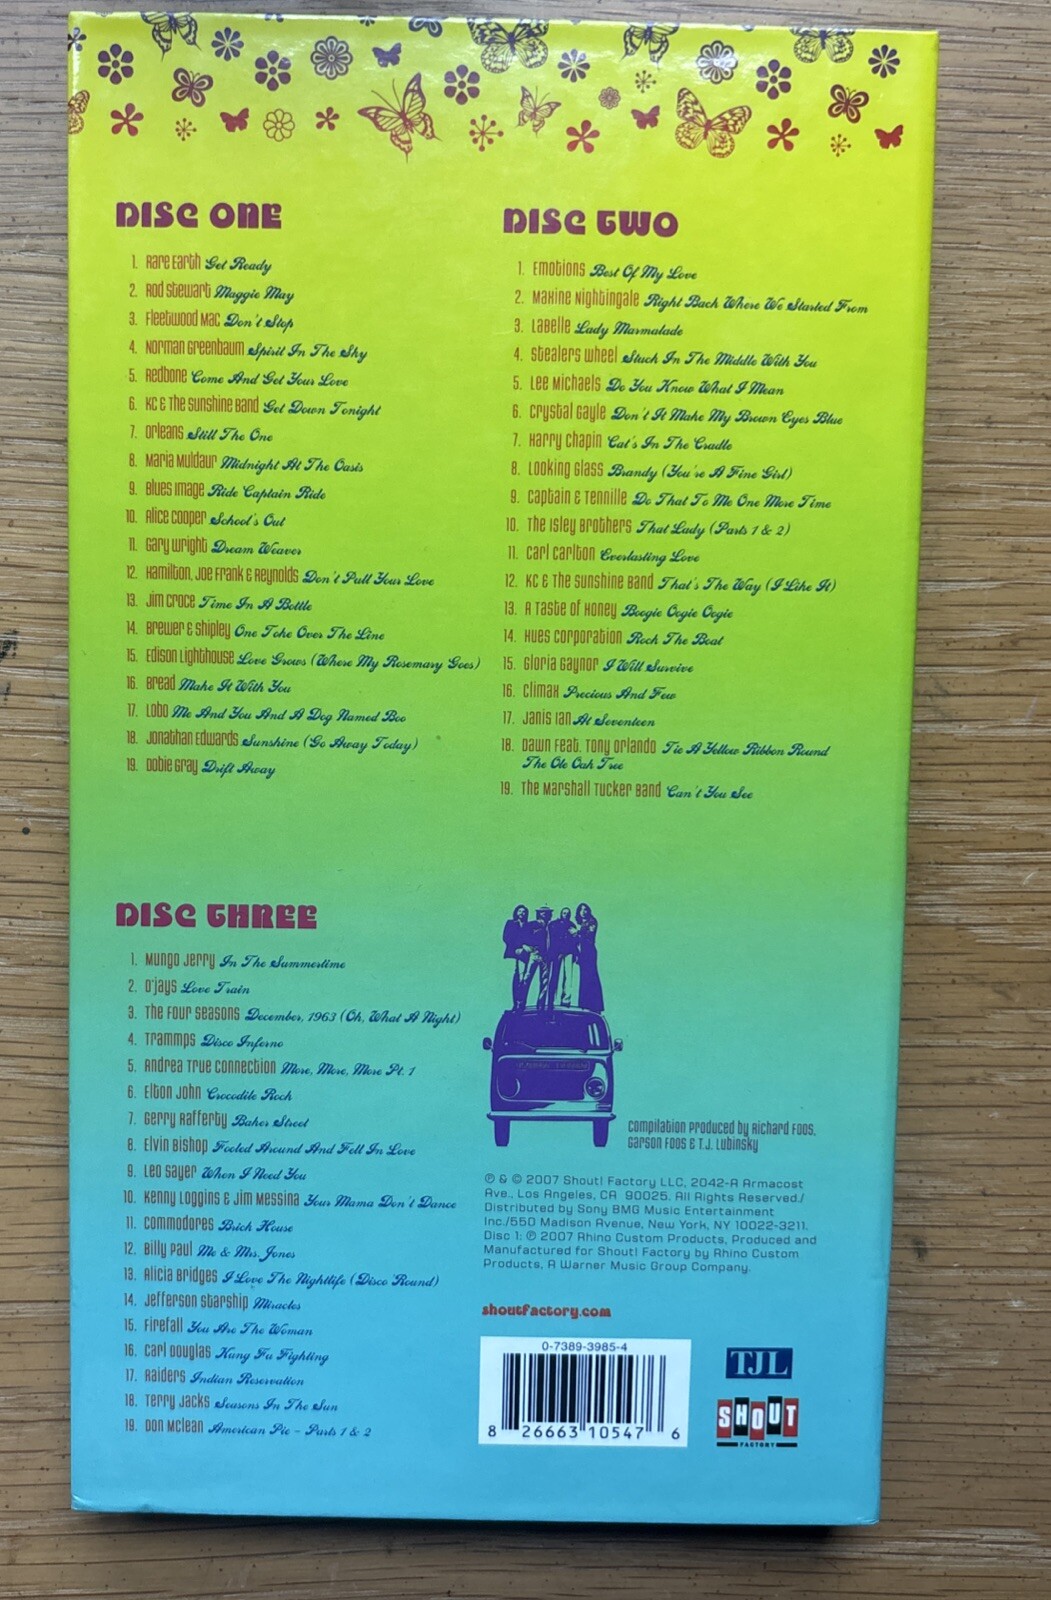 DISC ONE
1. Rare Earth Get Ready
2. Rod Stewart Maggie May
3. Fleetwood Mac Don't Stop
4. Norman Greenbaum Spirit In The Sky
5. Redbone Come And Get Your Love
6. KC & The Sunshine Band Get Down Tonight
7. Orleans Still The One
8. Maria Muldaur Midnight At The Oasis
9. Blues Image Ride Captain Ride
10. Alice Cooper School's Out
11. Gary Wright Dream Weaver
12. Hamilton, Joe Frank & Reynolds Don't Pull Your Love
13. Jim Croce Time In A Bottle
14. Brewer & Shipley One Toke Over The Line
15. Edison Lighthouse Love Grows (Where My Rosemary Goes)
16. Bread Make It With You
17. Lobo Me And You And A Dog Named Boo
18. Jonathan Edwards Sunshine (Go Away Today)
19. Dobie Gray Drift Away
DISC TWO
1. Emotions Best Of My Love
2. Maxine Nightingale Right Back Where We Started From
3. LaBelle Lady Marmalade
4. Stealers Wheel Stuck In The Middle With You
5. Lee Michaels Do You Know What I Mean
6. Crystal Gayle Don't It Make My Brown Eyes Blue
7. Harry Chapin Cat's In The Cradle
8. Looking Glass Brandy (You're A Fine Girl)
9. Captain & Tennille Do That To Me One More Time
10. The Isley Brothers That Lady (Parts 1 & 2)
11. Carl Carlton Everlasting Love
12. KC & The Sunshine Band That's The Way (I Like It)
13. A Taste Of Honey Boogie Oogie Oogie
14. Hues Corporation Rock The Boat
15. Gloria Gaynor I Will Survive
16. Climax Precious And Few
17. Janis Ian At Seventeen
18. Dawn Feat. Tony Orlando Tie A Yellow Ribbon Round
The Ole Oak Tree
19. The Marshall Tucker Band Can't You See
DISC THREE
1. Mungo Jerry In The Summertime
2. O'Jays Love Train
3. The Four Seasons December, 1963 (Oh, What A Night)
4. Trammps Disco Inferno
5. Andrea True Connection More, More, More Pt. 1
6. Elton John Crocodile Rock
7. Gerry Rafferty Baker Street
8. Elvin Bishop Fooled Around And Fell In Love
9. Leo Sayer When I Need You
10. Kenny Loggins & Jim Messina Your Mama Don't Dance
11. Commodores Brick House
12. Billy Paul Me & Mrs. Jones
13. Alicia Bridges I Love The Nightlife (Disco 'Round)
14. Jefferson Starship Miracles
15. Firefall You Are The Woman
16. Carl Douglas Kung Fu Fighting
17. Raiders Indian Reservation
18. Terry Jacks Seasons In The Sun
19. Don McLean American Pie - Parts 1 & 2
Compilation Produced by Richard Foos,
Garson Foos & T.J. Lubinsky
℗ & © 2007 Shout! Factory LLC, 2042-A Armacost
Ave., Los Angeles, CA 90025. All Rights Reserved./
Distributed by Sony BMG Music Entertainment
Inc./550 Madison Avenue, New York, NY 10022-3211.
Disc 1: ℗ 2007 Rhino Custom Products, Produced and
Manufactured for Shout! Factory by Rhino Custom
Products, A Warner Music Group Company.
shoutfactory.com
0-7389-3985-4
8 26663 10547 6
TJL
SHOUT
FACTORY